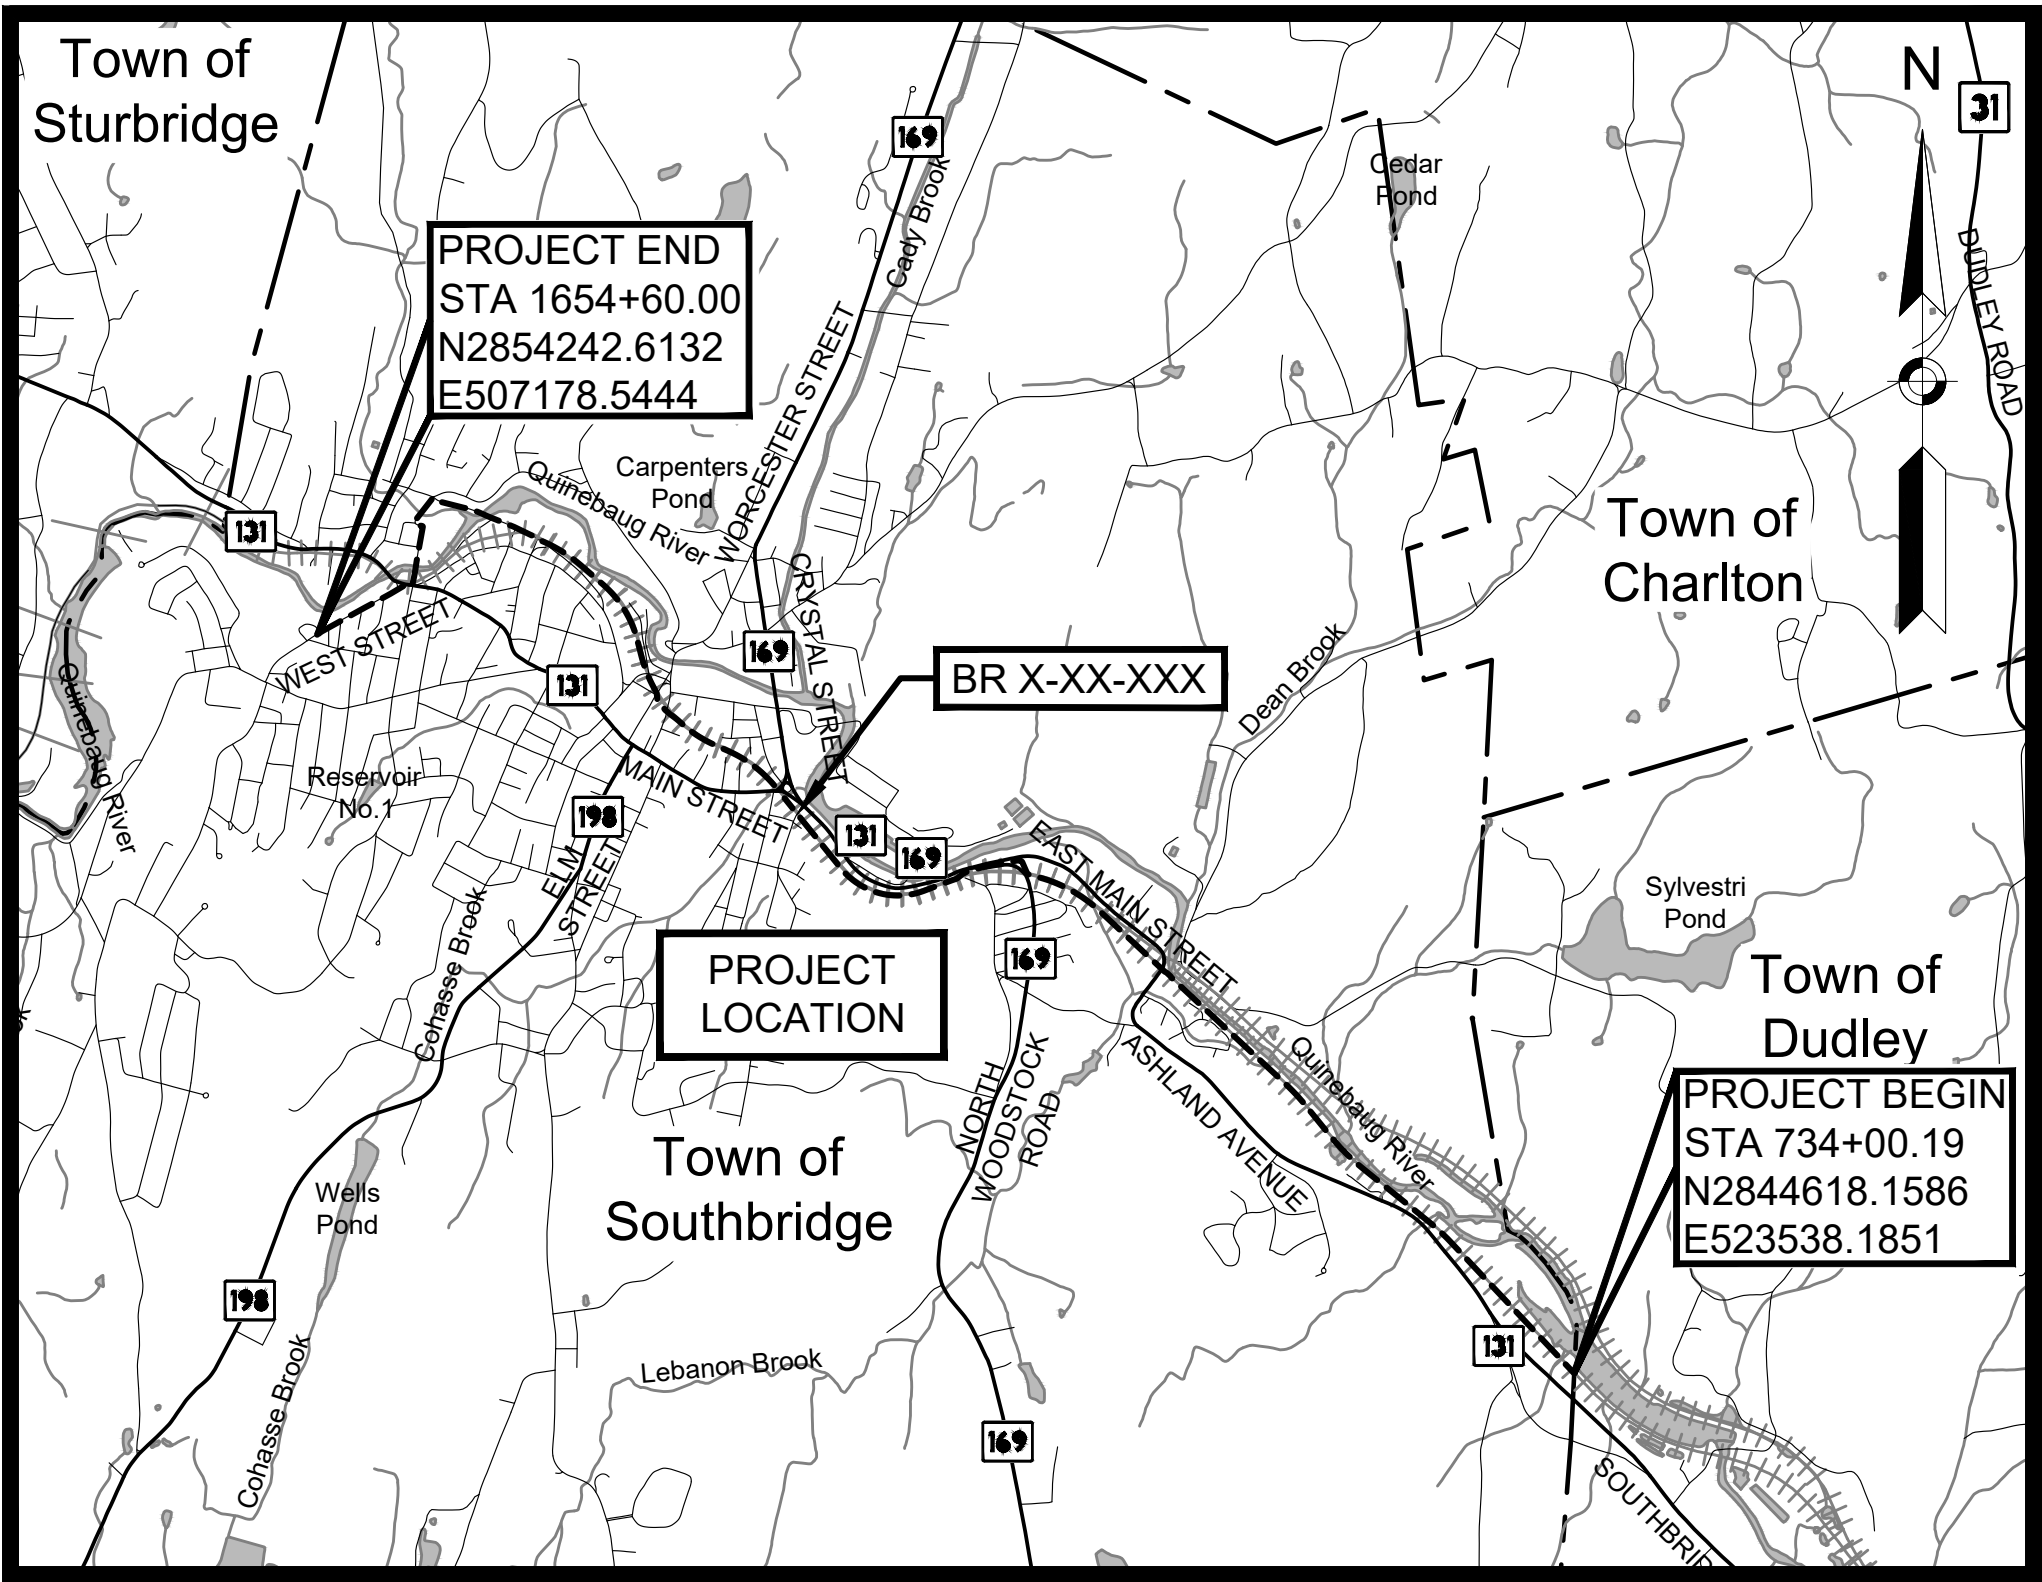 Town of
Sturbridge
N
31
169
Cedar
Pond
Cady Brook
DUDLEY ROAD
PROJECT END
STA 1654+60.00
N2854242.6132
E507178.5444
WORCESTER STREET
Carpenters
Pond
Quinebaug River
131
Town of
Charlton
CRYSTAL STREET
WEST STREET
169
131
BR X-XX-XXX
Dean Brook
Quinebaug River
Reservoir
No.1
MAIN STREET
198
131
169
EAST MAIN STREET
ELM
STREET
Sylvestri
Pond
Cohasse Brook
PROJECT
LOCATION
169
Town of
Dudley
Quinebaug River
ASHLAND AVENUE
NORTH
WOODSTOCK
ROAD
PROJECT BEGIN
STA 734+00.19
N2844618.1586
E523538.1851
Town of
Southbridge
Wells
Pond
198
131
Lebanon Brook
Cohasse Brook
169
SOUTHBRID